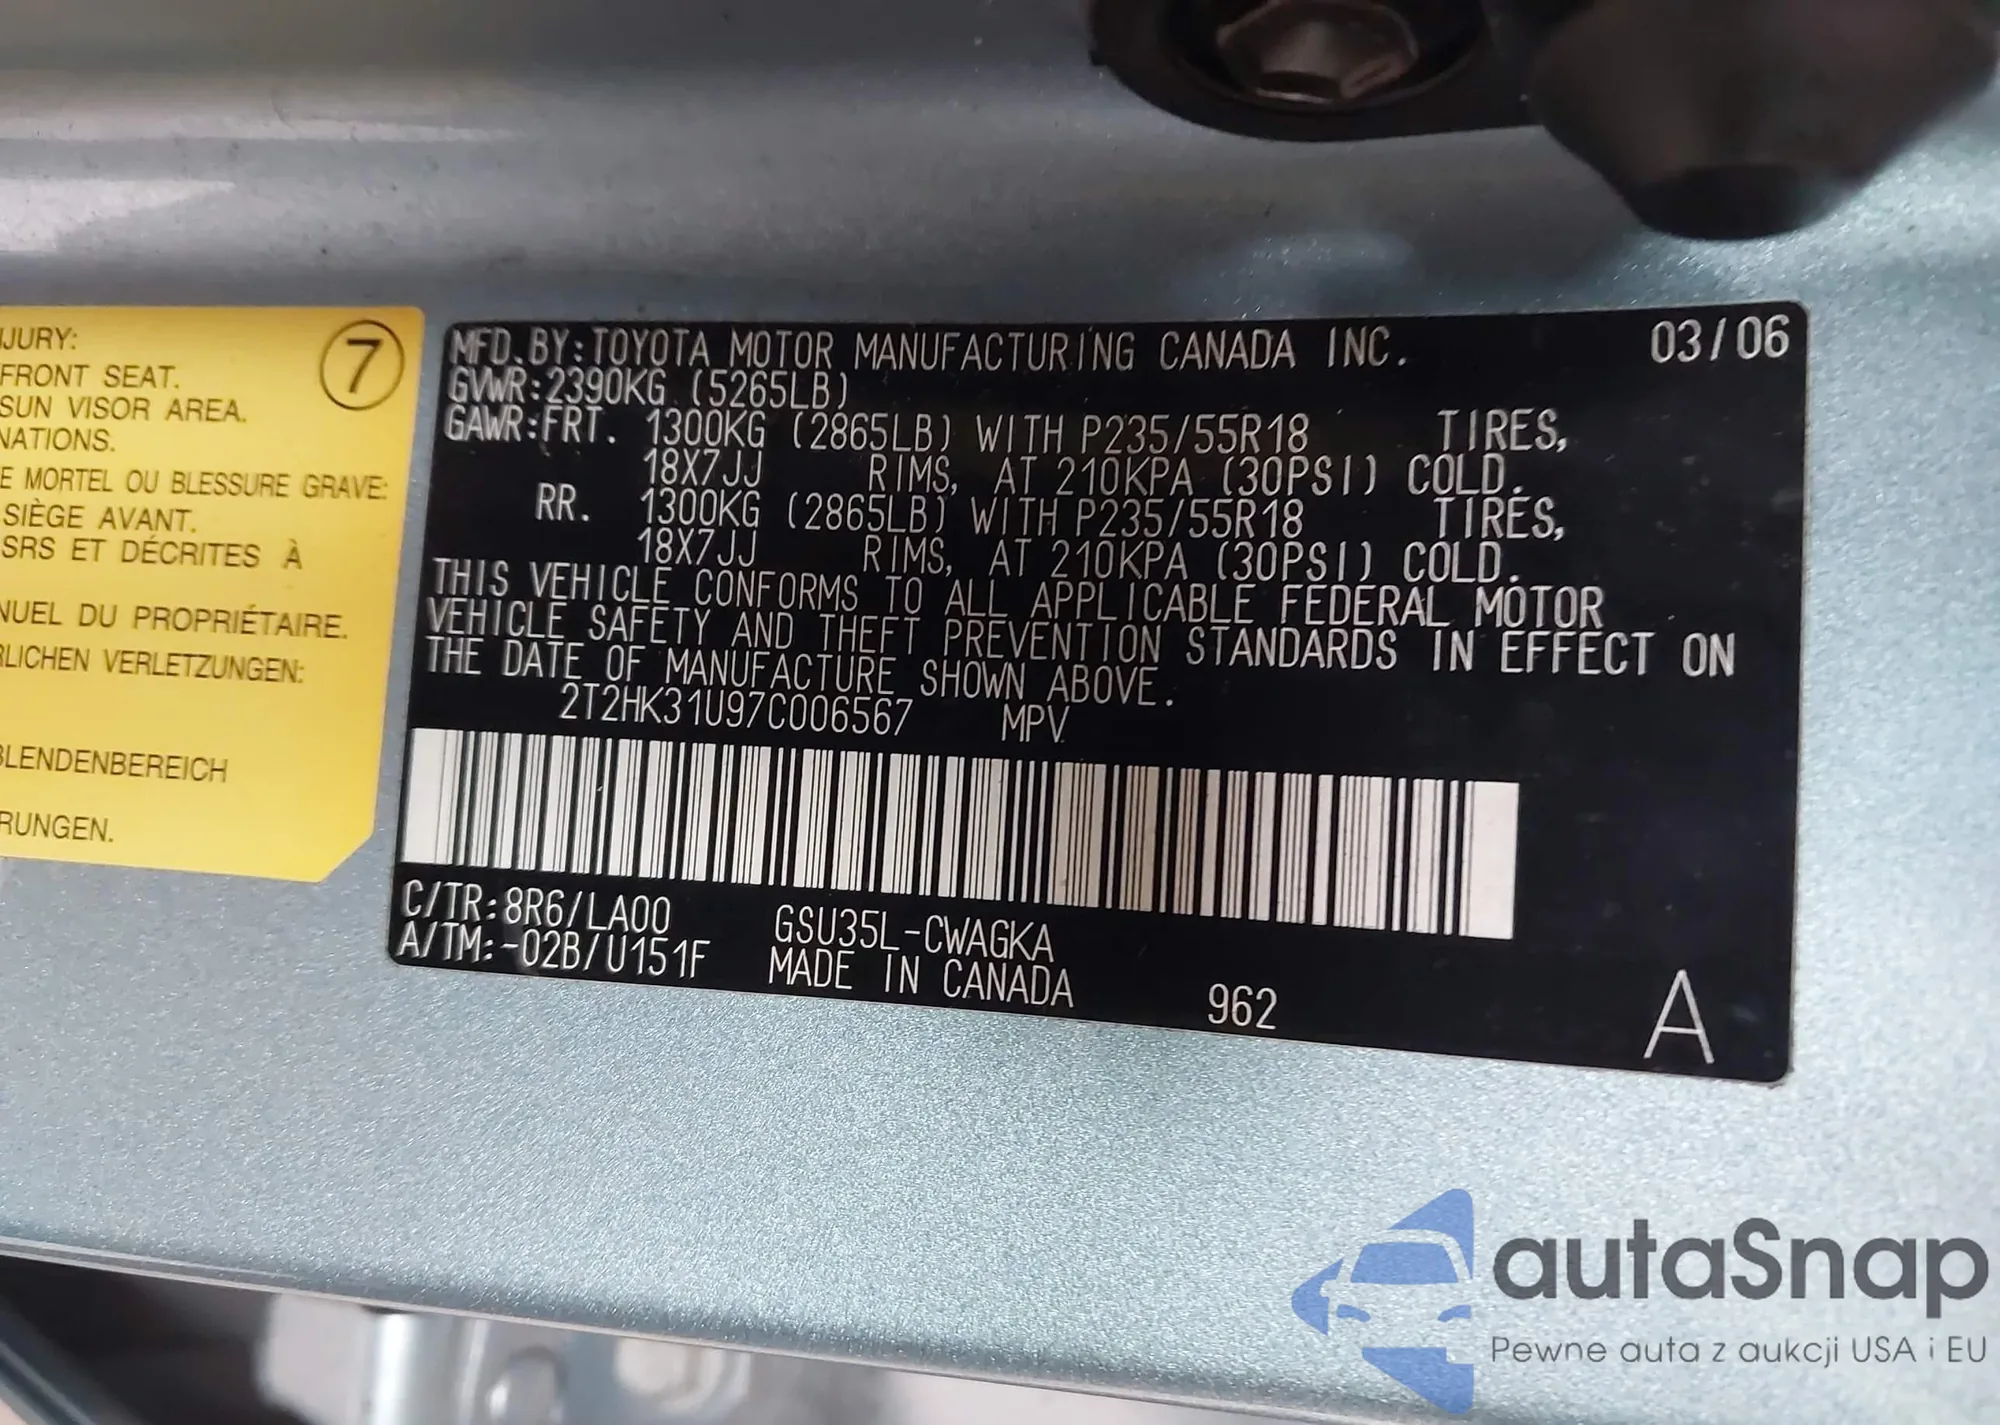 JURY:
FRONT SEAT.
SUN VISOR AREA.
NATIONS.
E MORTEL OU BLESSURE GRAVE:
SIÈGE AVANT.
SRS ET DÉCRITES À
NUEL DU PROPRIÉTAIRE.
RLICHEN VERLETZUNGEN:
BLENDENBEREICH
RUNGEN.
7
MFD. BY: TOYOTA MOTOR MANUFACTURING CANADA INC. 03/06
GVWR: 2390KG (5265LB)
GAWR: FRT. 1300KG (2865LB) WITH P235/55R18 TIRES,
18X7JJ RIMS, AT 210KPA (30PSI) COLD.
RR. 1300KG (2865LB) WITH P235/55R18 TIRES,
18X7JJ RIMS, AT 210KPA (30PSI) COLD.
THIS VEHICLE CONFORMS TO ALL APPLICABLE FEDERAL MOTOR
VEHICLE SAFETY AND THEFT PREVENTION STANDARDS IN EFFECT ON
THE DATE OF MANUFACTURE SHOWN ABOVE.
2T2HK31U97C006567 MPV
C/TR: 8R6/LA00 GSU35L-CWAGKA
A/TM: -02B/U151F MADE IN CANADA 962 A
autaSnap
Pewne auta z aukcji USA i EU